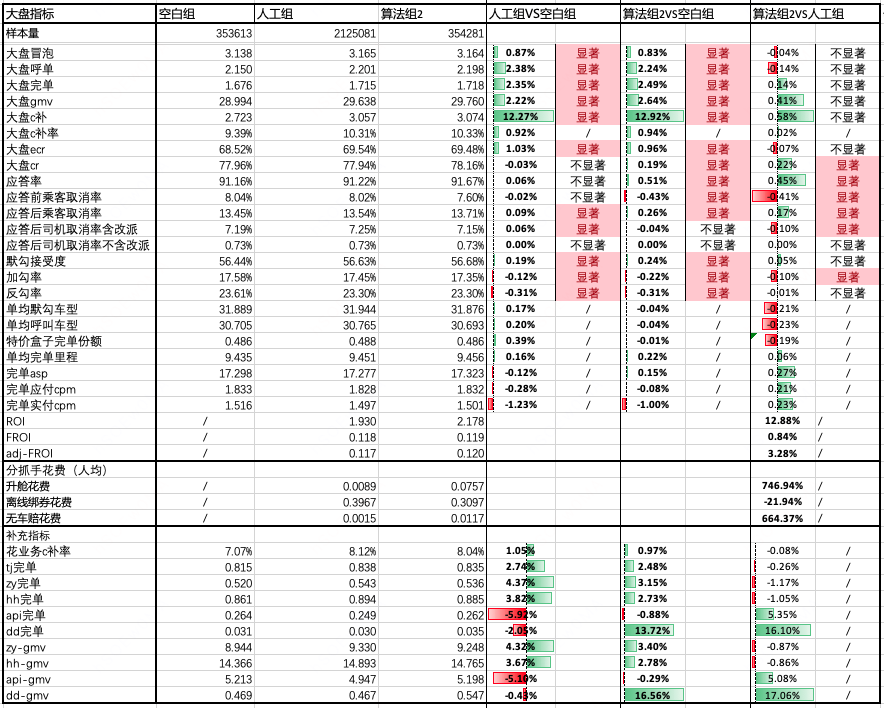 大盘指标 空白组 人工组 算法组2 人工组VS空白组 算法组2VS空白组 算法组2VS人工组
样本量 353613 2125081 354281
大盘冒泡 3.138 3.165 3.164 0.87% 显著 0.83% 显著 -0.04% 不显著
大盘呼单 2.150 2.201 2.198 2.38% 显著 2.24% 显著 -0.14% 不显著
大盘完单 1.676 1.715 1.718 2.35% 显著 2.49% 显著 0.14% 不显著
大盘gmv 28.994 29.638 29.760 2.22% 显著 2.64% 显著 0.41% 不显著
大盘c补 2.723 3.057 3.074 12.27% 显著 12.92% 显著 0.58% 不显著
大盘c补率 9.39% 10.31% 10.33% 0.92% / 0.94% / 0.02% /
大盘ecr 68.52% 69.54% 69.48% 1.03% 显著 0.96% 显著 -0.07% 不显著
大盘cr 77.96% 77.94% 78.16% -0.03% 不显著 0.19% 显著 0.22% 显著
应答率 91.16% 91.22% 91.67% 0.06% 不显著 0.51% 显著 0.45% 显著
应答前乘客取消率 8.04% 8.02% 7.60% -0.02% 不显著 -0.43% 显著 -0.41% 显著
应答后乘客取消率 13.45% 13.54% 13.71% 0.09% 显著 0.26% 显著 0.17% 显著
应答后司机取消率含改派 7.19% 7.25% 7.15% 0.06% 显著 -0.04% 不显著 -0.10% 显著
应答后司机取消率不含改派 0.73% 0.73% 0.73% 0.00% 不显著 0.00% 不显著 0.00% 不显著
默勾接受度 56.44% 56.63% 56.68% 0.19% 显著 0.24% 显著 0.05% 不显著
加勾率 17.58% 17.45% 17.35% -0.12% 显著 -0.22% 显著 -0.10% 显著
反勾率 23.61% 23.30% 23.30% -0.31% 显著 -0.31% 显著 -0.01% 不显著
单均默勾车型 31.889 31.944 31.876 0.17% / -0.04% / -0.21% /
单均呼叫车型 30.705 30.765 30.693 0.20% / -0.04% / -0.23% /
特价盒子完单份额 0.486 0.488 0.486 0.39% / -0.01% / -0.19% /
单均完单里程 9.435 9.451 9.456 0.16% / 0.22% / 0.06% /
完单asp 17.298 17.277 17.323 -0.12% / 0.15% / 0.27% /
完单应付cpm 1.833 1.828 1.832 -0.28% / -0.08% / 0.21% /
完单实付cpm 1.516 1.497 1.501 -1.23% / -1.00% / 0.23% /
ROI / 1.930 2.178 12.88% /
FROI / 0.118 0.119 0.84% /
adj-FROI / 0.117 0.120 3.28% /
分抓手花费（人均）
升舱花费 / 0.0089 0.0757 746.94% /
离线绑券花费 / 0.3967 0.3097 -21.94% /
无车赔花费 / 0.0015 0.0117 664.37% /
补充指标
花业务c补率 7.07% 8.12% 8.04% 1.05% 0.97% -0.08% /
tj完单 0.815 0.838 0.835 2.74% 2.48% -0.26% /
zy完单 0.520 0.543 0.536 4.37% 3.15% -1.17% /
hh完单 0.861 0.894 0.885 3.82% 2.73% -1.05% /
api完单 0.264 0.249 0.262 -5.92% -0.88% 5.35% /
dd完单 0.031 0.030 0.035 -2.05% 13.72% 16.10% /
zy-gmv 8.944 9.330 9.248 4.32% 3.40% -0.87% /
hh-gmv 14.366 14.893 14.765 3.67% 2.78% -0.86% /
api-gmv 5.213 4.947 5.198 -5.10% -0.29% 5.08% /
dd-gmv 0.469 0.467 0.547 -0.43% 16.56% 17.06% /